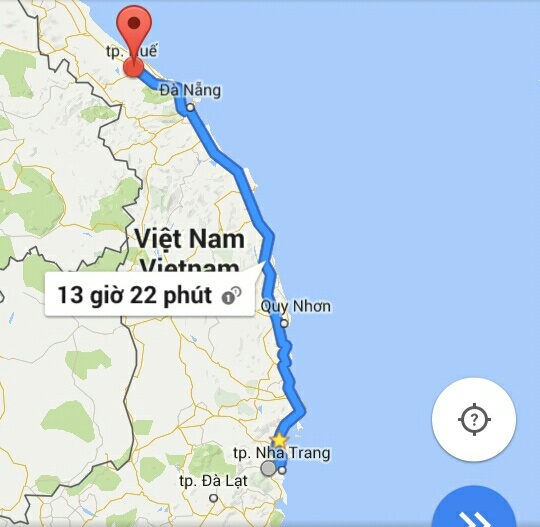 tp. Huế
Đà Nẵng
Việt Nam
Vietnam
13 giờ 22 phút
Quy Nhơn
tp. Nha Trang
tp. Đà Lạt